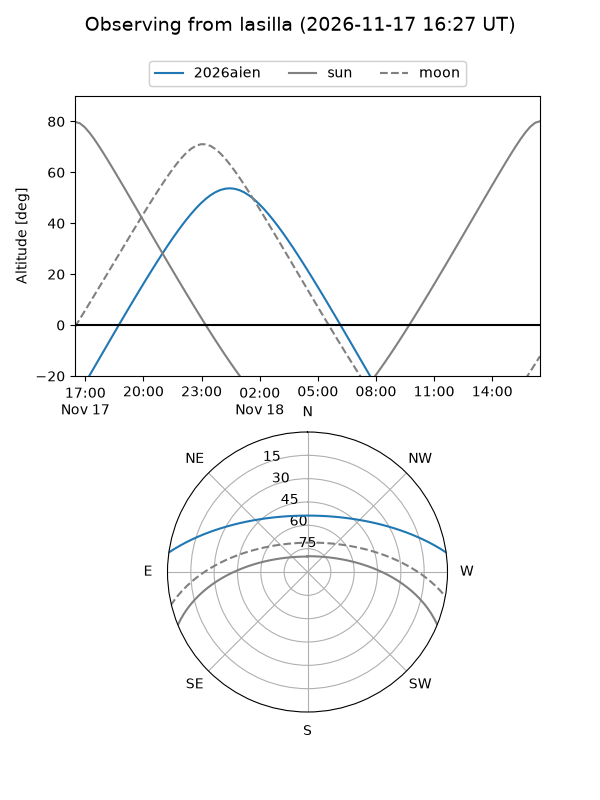 Observing from lasilla (2026-11-17 16:27 UT)
2026aien sun moon
Altitude [deg]
80
60
40
20
0
−20
17:00 20:00 23:00 02:00 05:00 08:00 11:00 14:00
Nov 17 Nov 18
N
NE NW
15
30
45
60
75
E W
SE SW
S